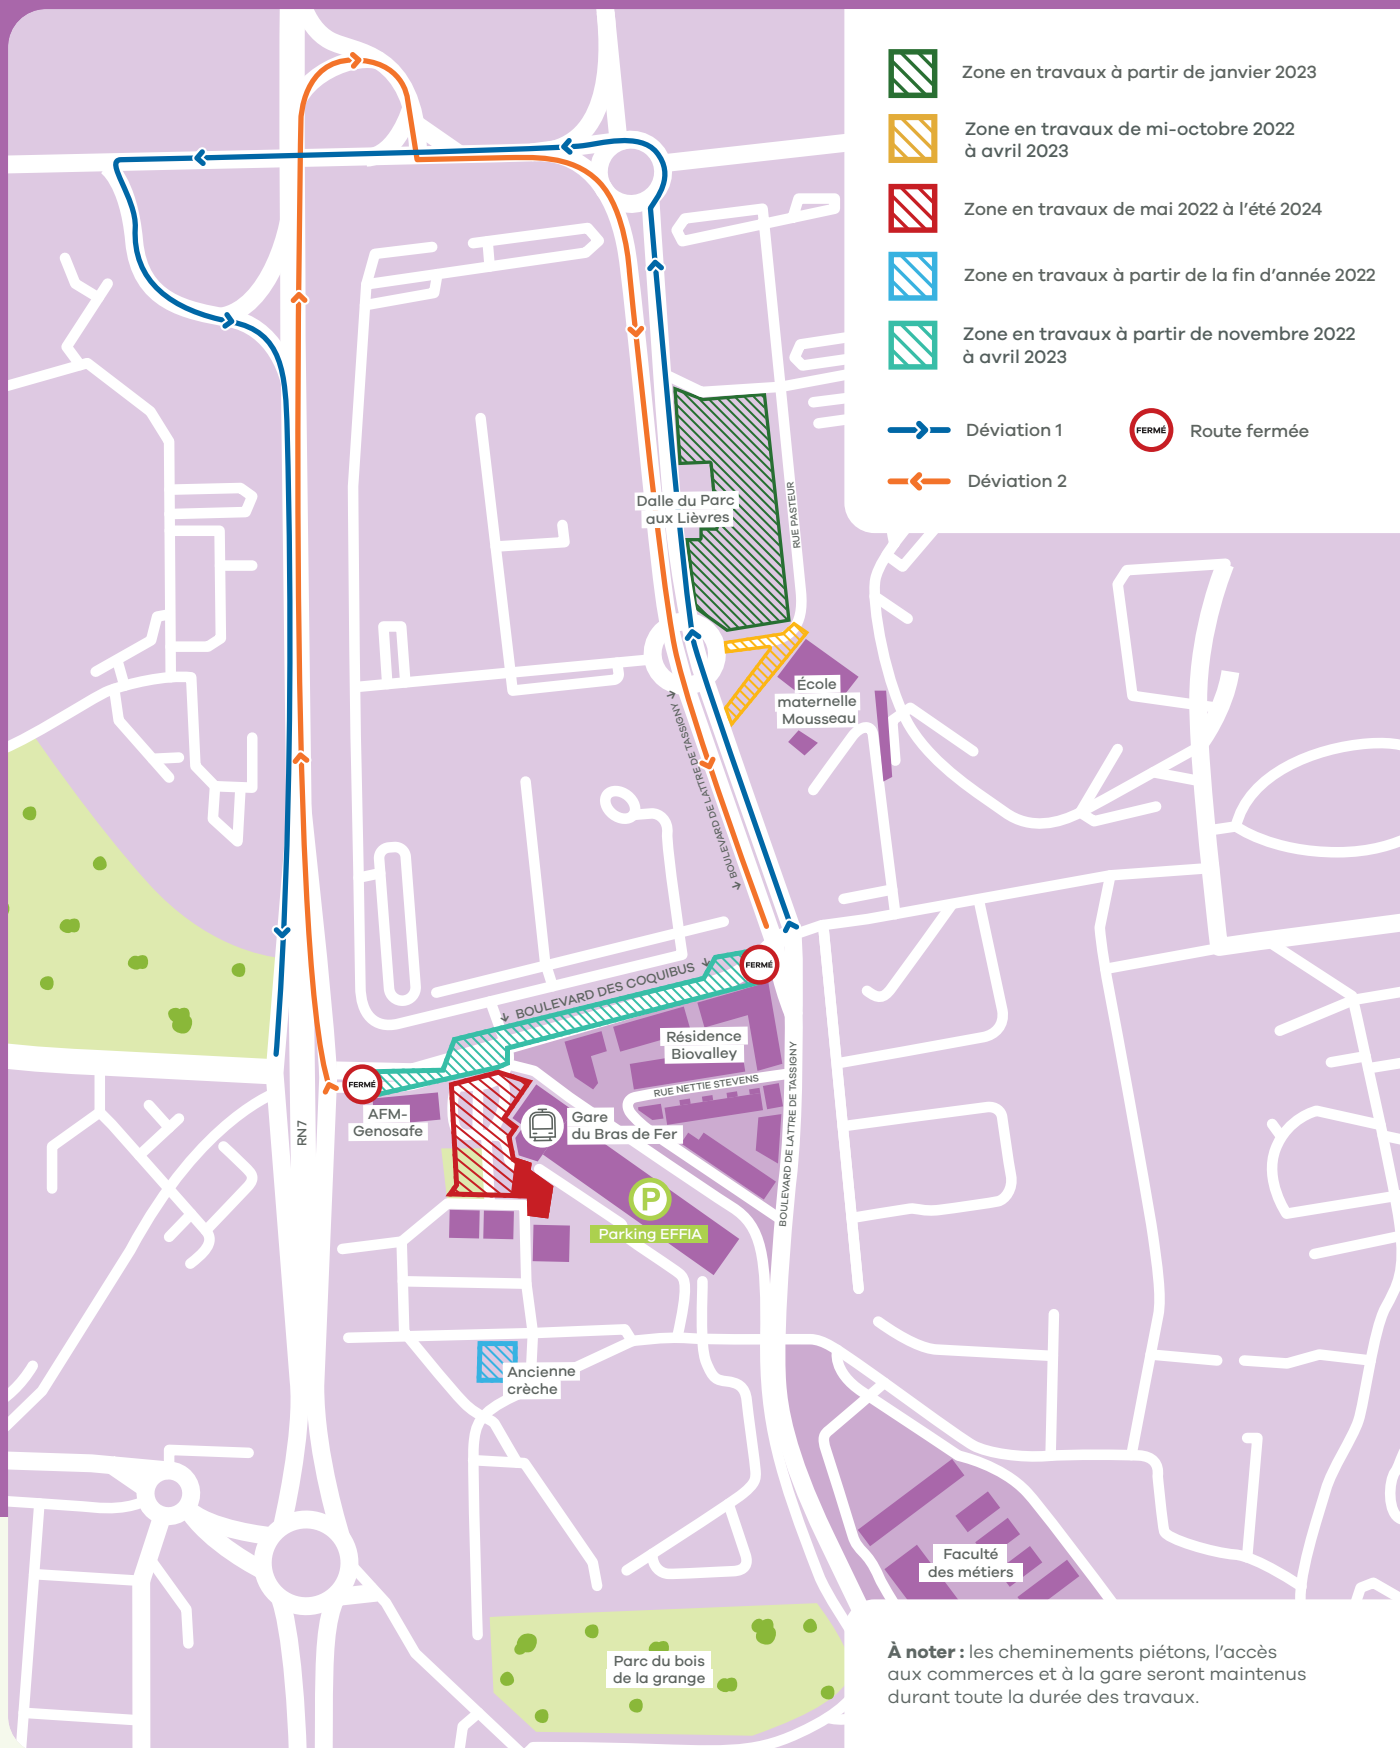 Zone en travaux à partir de janvier 2023
Zone en travaux de mi-octobre 2022
à avril 2023
Zone en travaux de mai 2022 à l'été 2024
Zone en travaux à partir de la fin d'année 2022
Zone en travaux à partir de novembre 2022
à avril 2023
Déviation 1
FERMÉ
Route fermée
Déviation 2
Dalle du Parc
aux Lièvres
RUE PASTEUR
École
maternelle
Mousseau
BOULEVARD DE LATTRE DE TASSIGNY
BOULEVARD DES COQUIBUS
FERMÉ
Résidence
Biovalley
RUE NETTIE STEVENS
BOULEVARD DE LATTRE DE TASSIGNY
FERMÉ
AFM-
Genosafe
RN7
Gare
du Bras de Fer
P
Parking EFFIA
Ancienne
crèche
Faculté
des métiers
Parc du bois
de la grange
À noter : les cheminements piétons, l'accès
aux commerces et à la gare seront maintenus
durant toute la durée des travaux.